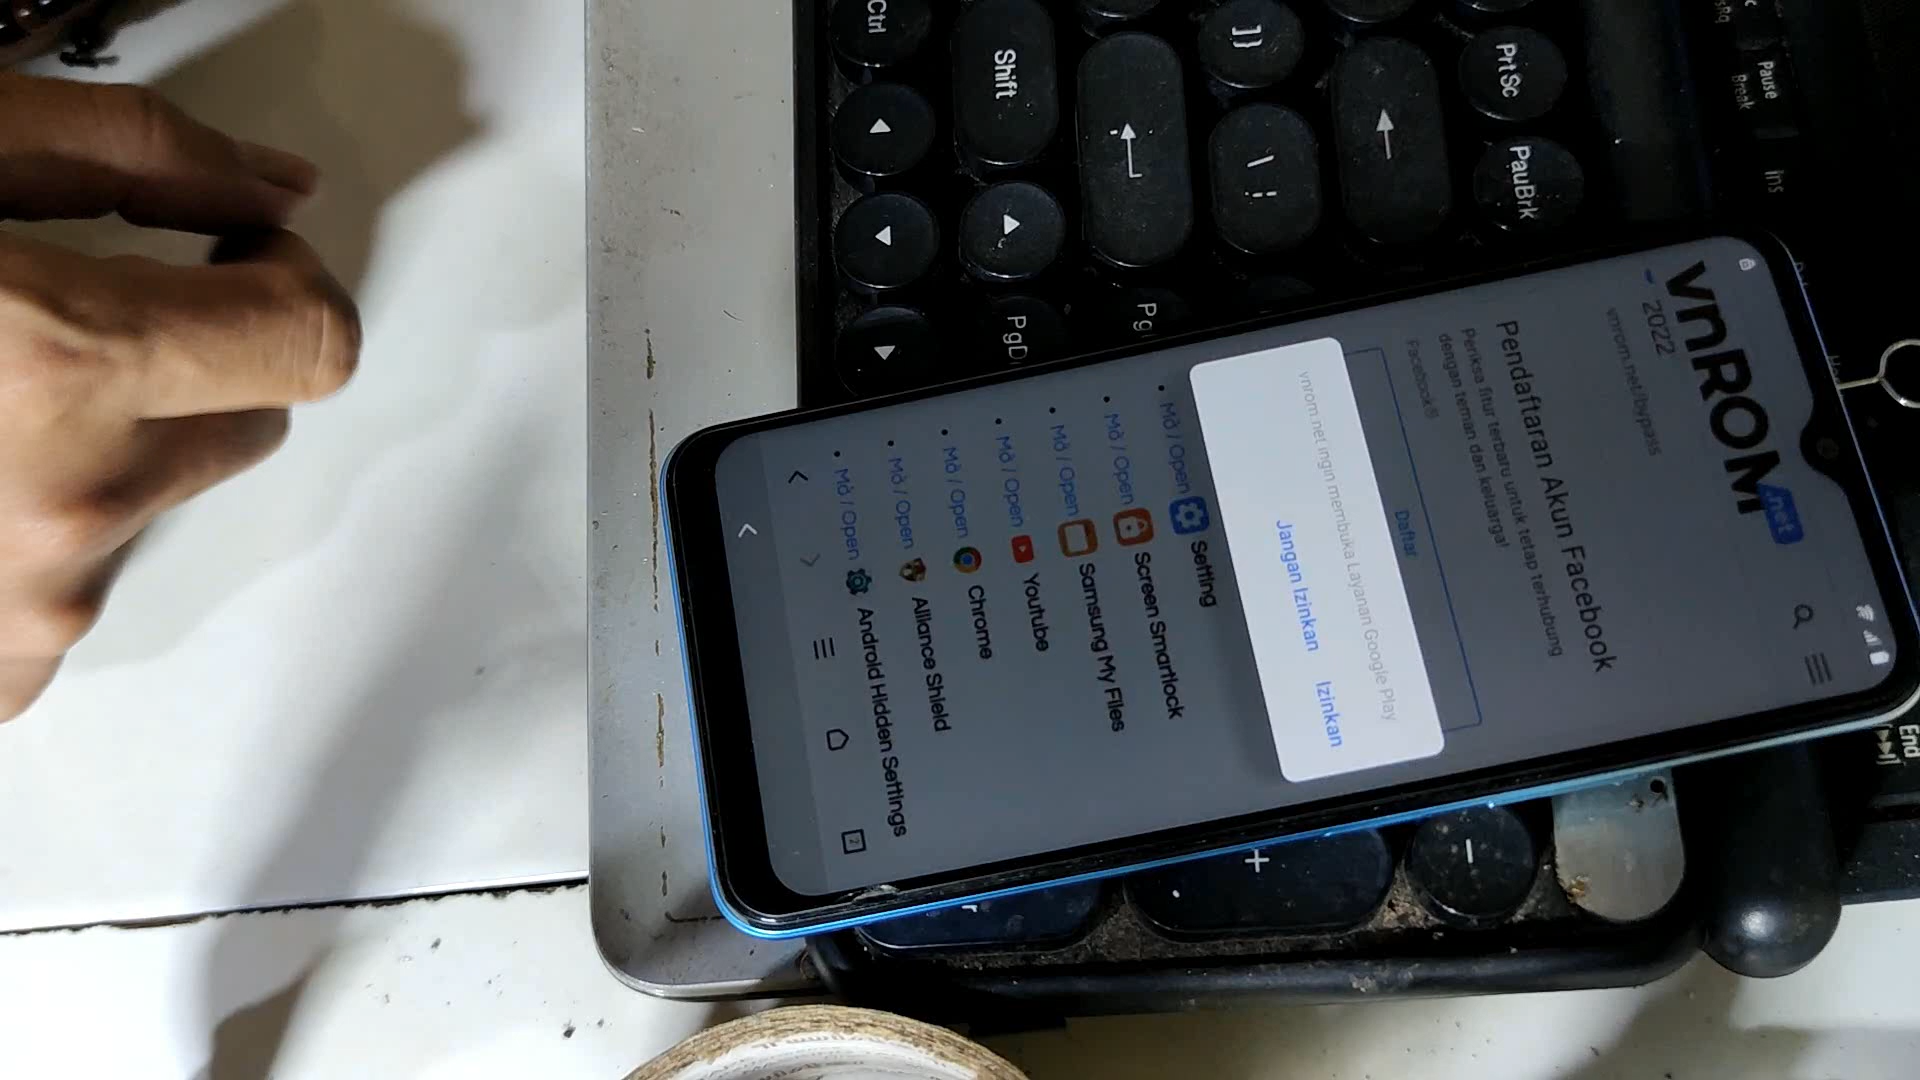 vnROM.net
2022
vnrom.net/bypass
Pendaftaran Akun Facebook
Periksa fitur terbaru untuk tetap terhubung
dengan teman dan keluarga!
Facebook®
Daftar
vnrom.net ingin membuka Layanan Google Play
Jangan Izinkan
Izinkan
Mở / Open Setting
Mở / Open Screen Smartlock
Mở / Open Samsung My Files
Mở / Open Youtube
Mở / Open Chrome
Mở / Open Alliance Shield
Mở / Open Android Hidden Settings
2
Ctrl
Shift
]}
\ ¦
PrtSc
PauBrk
Pause
Break
Ins
PgD
Pg
End
+
-